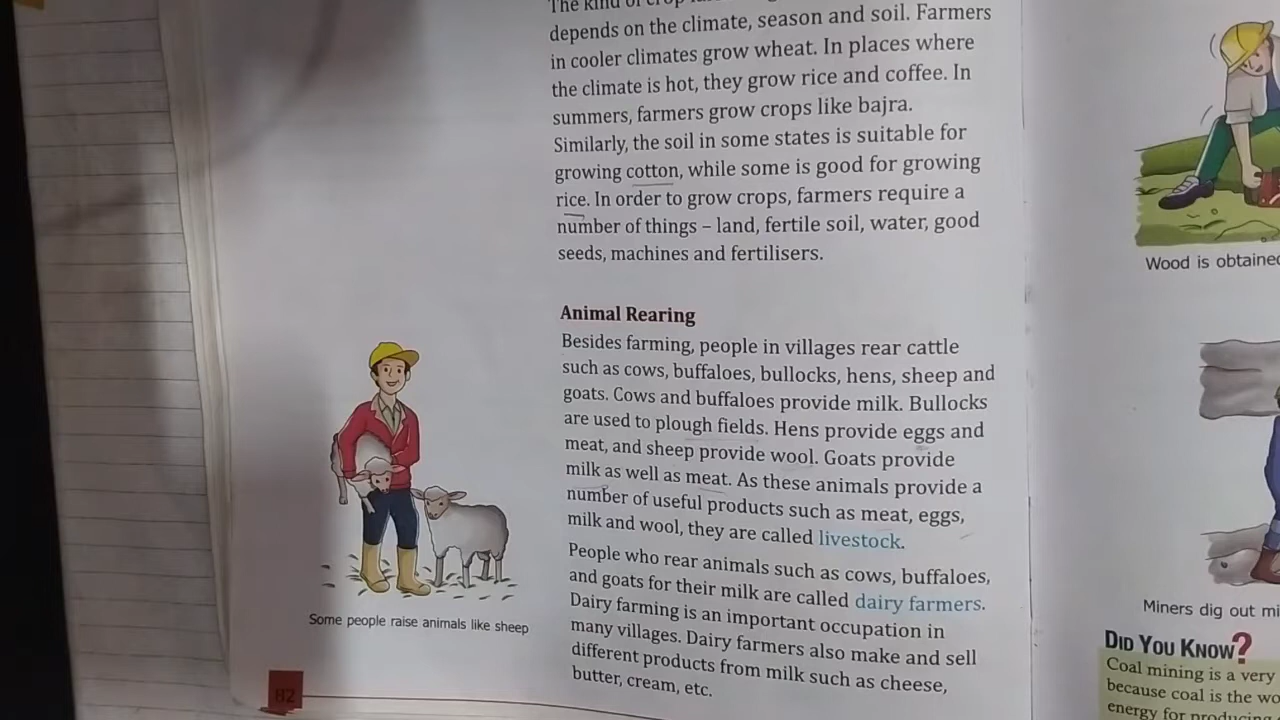 The kind of crop
depends on the climate, season and soil. Farmers
in cooler climates grow wheat. In places where
the climate is hot, they grow rice and coffee. In
summers, farmers grow crops like bajra.
Similarly, the soil in some states is suitable for
growing cotton, while some is good for growing
rice. In order to grow crops, farmers require a
number of things – land, fertile soil, water, good
seeds, machines and fertilisers.
Animal Rearing
Besides farming, people in villages rear cattle
such as cows, buffaloes, bullocks, hens, sheep and
goats. Cows and buffaloes provide milk. Bullocks
are used to plough fields. Hens provide eggs and
meat, and sheep provide wool. Goats provide
milk as well as meat. As these animals provide a
number of useful products such as meat, eggs,
milk and wool, they are called livestock.
People who rear animals such as cows, buffaloes,
and goats for their milk are called dairy farmers.
Dairy farming is an important occupation in
many villages. Dairy farmers also make and sell
different products from milk such as cheese,
butter, cream, etc.
Some people raise animals like sheep
82
Wood is obtained
Miners dig out mi
DID YOU KNOW?
Coal mining is a very
because coal is the wo
energy for producing